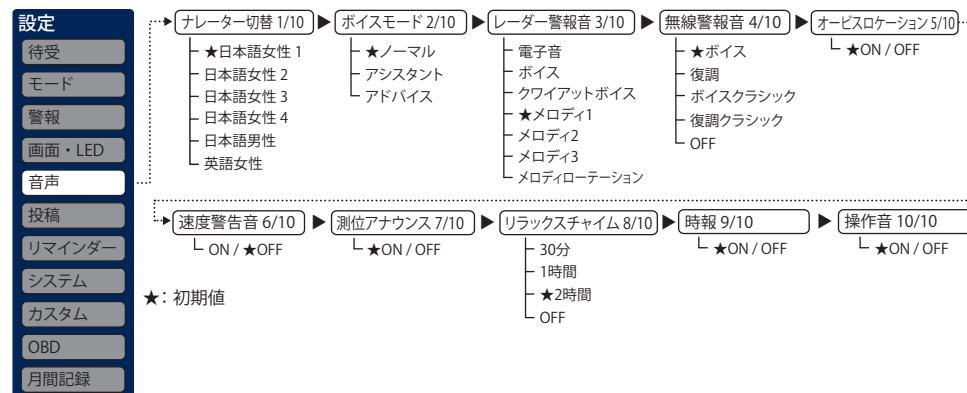 設定
待受
モード
警報
画面・LED
音声
投稿
リマインダー
システム
カスタム
OBD
月間記録
ナレーター切替 1/10
★日本語女性 1
日本語女性 2
日本語女性 3
日本語女性 4
日本語男性
英語女性
ボイスモード 2/10
★ノーマル
アシスタント
アドバイス
レーダー警報音 3/10
電子音
ボイス
クワイアットボイス
★メロディ1
メロディ2
メロディ3
メロディローテーション
無線警報音 4/10
★ボイス
復調
ボイスクラシック
復調クラシック
OFF
オービスロケーション 5/10
★ON / OFF
速度警告音 6/10
ON / ★OFF
測位アナウンス 7/10
★ON / OFF
リラックスチャイム 8/10
30分
1時間
★2時間
OFF
時報 9/10
★ON / OFF
操作音 10/10
★ON / OFF
★：初期値